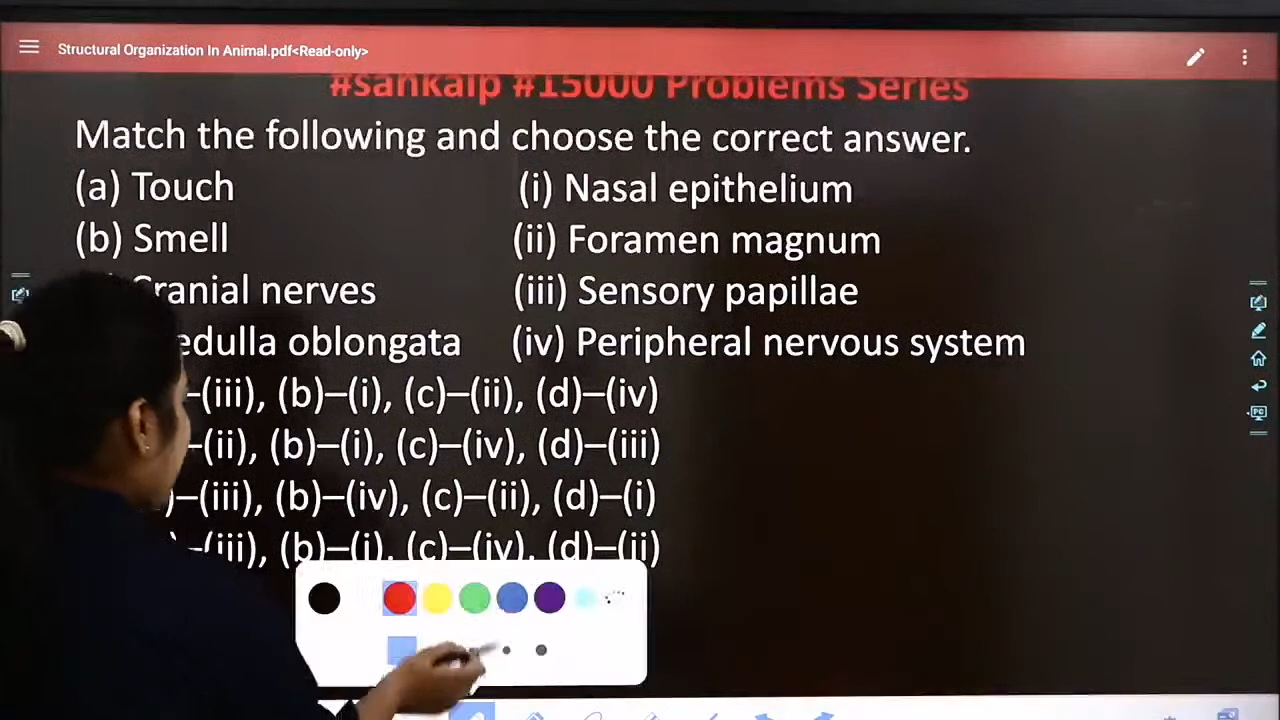 Structural Organization In Animal.pdf<Read-only>
#sankalp #15000 Problems Series
Match the following and choose the correct answer.
(a) Touch (i) Nasal epithelium
(b) Smell (ii) Foramen magnum
nerves (iii) Sensory papillae
oblongata (iv) Peripheral nervous system
–(iii), (b)–(i), (c)–(ii), (d)–(iv)
–(ii), (b)–(i), (c)–(iv), (d)–(iii)
)–(iii), (b)–(iv), (c)–(ii), (d)–(i)
)–(iii), (b)–(i), (c)–(iv), (d)–(ii)